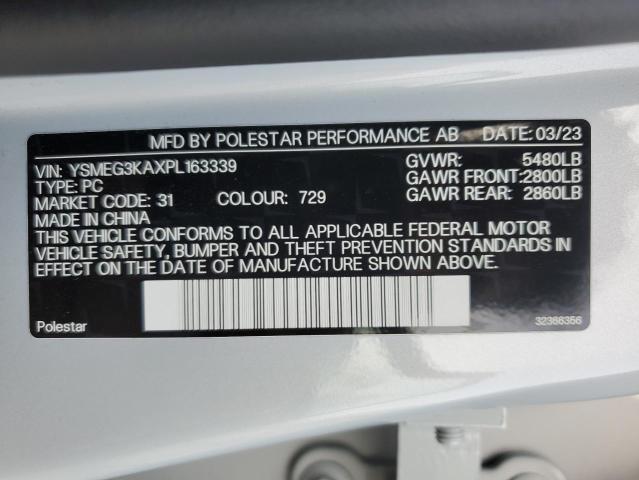 MFD BY POLESTAR PERFORMANCE AB DATE: 03/23
VIN: YSMEG3KAXPL163339 GVWR: 5480LB
TYPE: PC GAWR FRONT: 2800LB
MARKET CODE: 31 COLOUR: 729 GAWR REAR: 2860LB
MADE IN CHINA
THIS VEHICLE CONFORMS TO ALL APPLICABLE FEDERAL MOTOR
VEHICLE SAFETY, BUMPER AND THEFT PREVENTION STANDARDS IN
EFFECT ON THE DATE OF MANUFACTURE SHOWN ABOVE.
Polestar 32366356